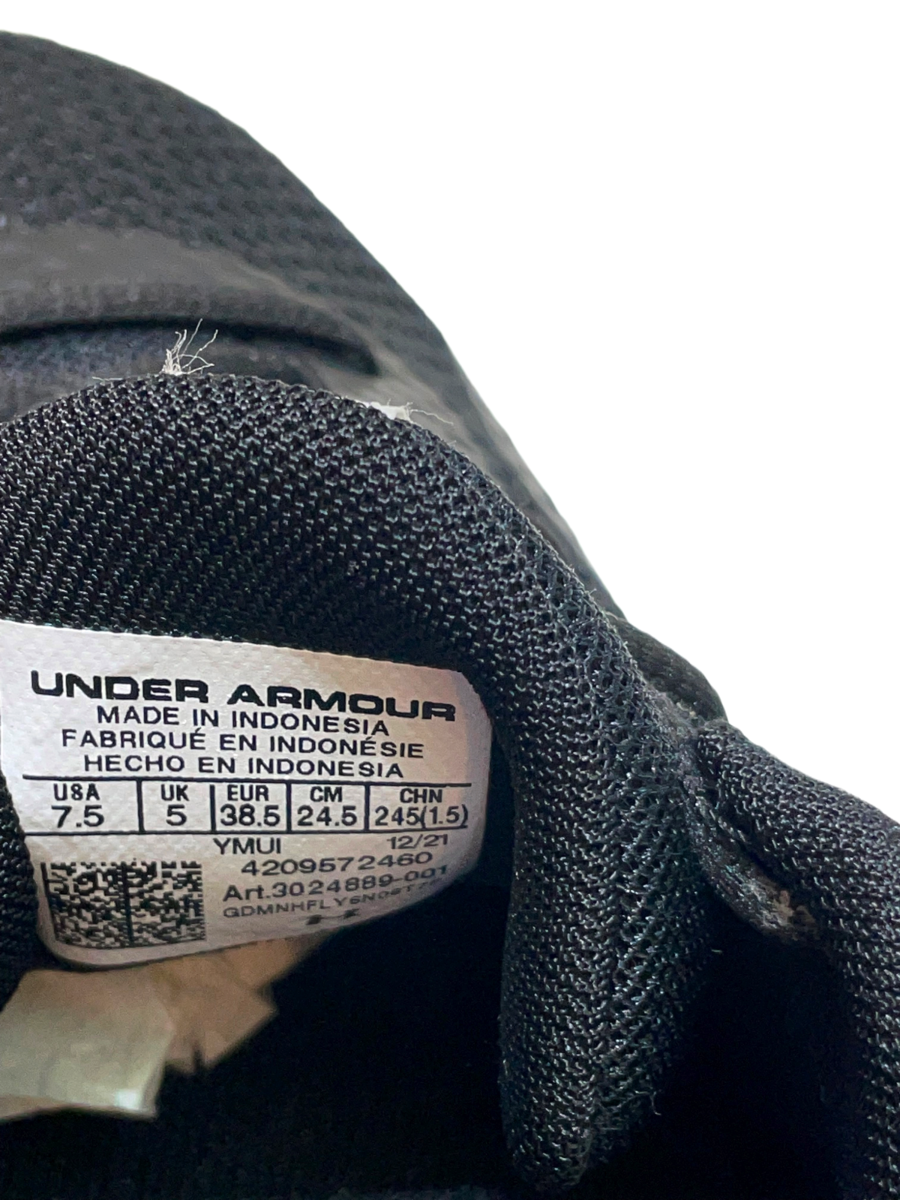 UNDER ARMOUR
MADE IN INDONESIA
FABRIQUÉ EN INDONÉSIE
HECHO EN INDONESIA
USA UK EUR CM CHN
7.5 5 38.5 24.5 245(1.5)
YMUI 12/21
4209572460
Art.3024889-001